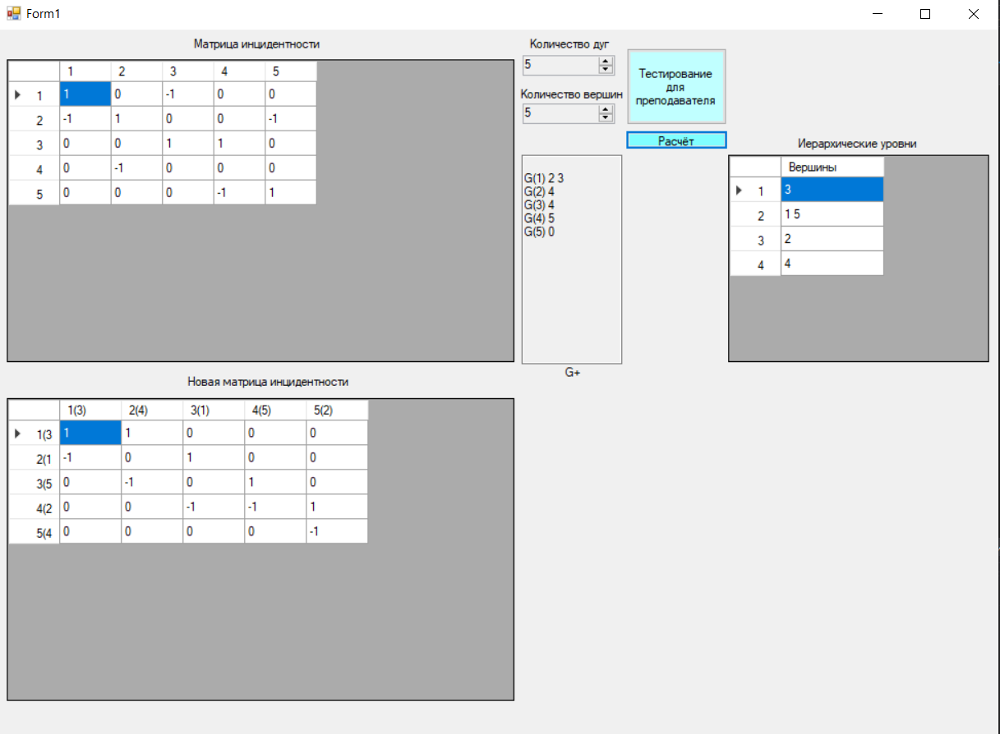 Form1
Матрица инцидентности
1 2 3 4 5
1 1 0 -1 0 0
2 -1 1 0 0 -1
3 0 0 1 1 0
4 0 -1 0 0 0
5 0 0 0 -1 1
Количество дуг
5
Количество вершин
5
Тестирование
для
преподавателя
Расчёт
G(1) 2 3
G(2) 4
G(3) 4
G(4) 5
G(5) 0
G+
Иерархические уровни
Вершины
1 3
2 1 5
3 2
4 4
Новая матрица инцидентности
1(3) 2(4) 3(1) 4(5) 5(2)
1(3 1 1 0 0 0
2(1 -1 0 1 0 0
3(5 0 -1 0 1 0
4(2 0 0 -1 -1 1
5(4 0 0 0 0 -1